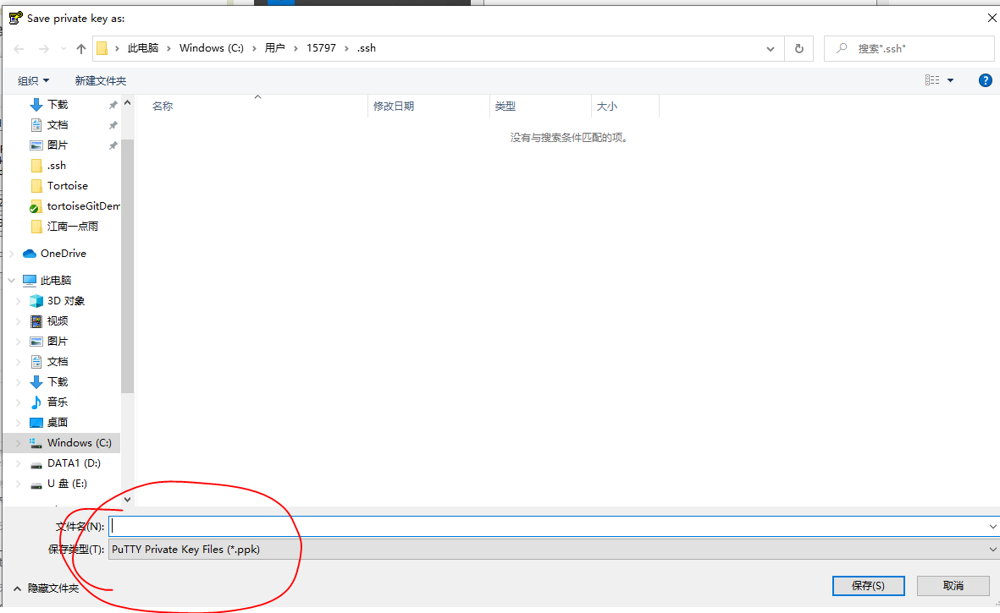 Save private key as:
此电脑 Windows (C:) 用户 15797 .ssh
搜索".ssh"
组织 新建文件夹
名称 修改日期 类型 大小
没有与搜索条件匹配的项。
下载
文档
图片
.ssh
Tortoise
tortoiseGitDem
江南一点雨
OneDrive
此电脑
3D 对象
视频
图片
文档
下载
音乐
桌面
Windows (C:)
DATA1 (D:)
U 盘 (E:)
文件名(N):
保存类型(T): PuTTY Private Key Files (*.ppk)
隐藏文件夹 保存(S) 取消